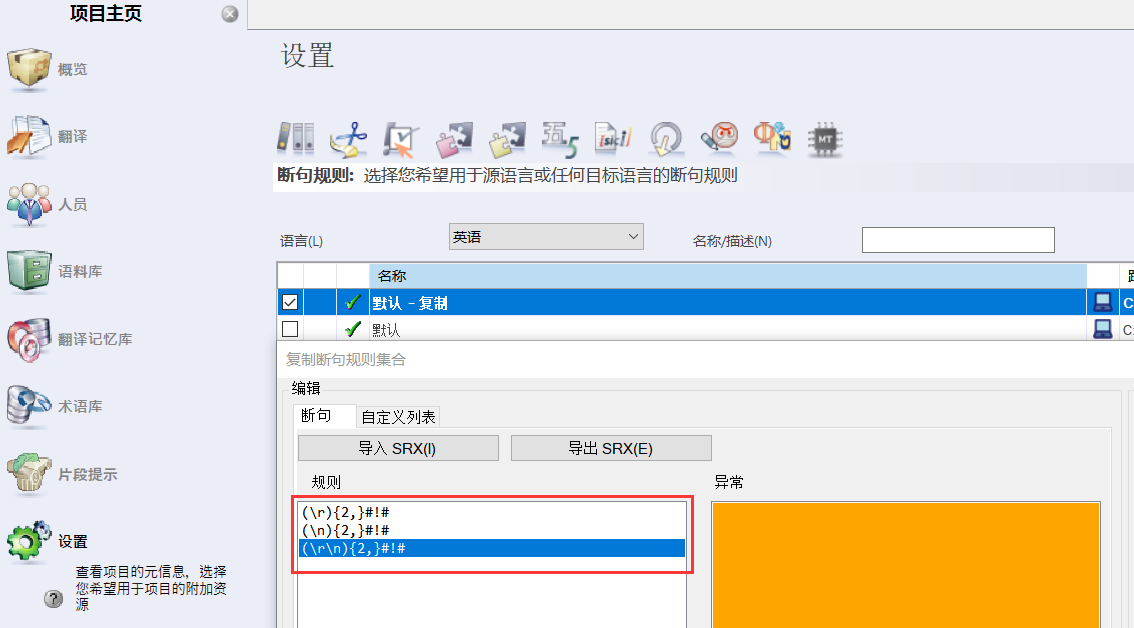 项目主页
概览
翻译
人员
语料库
翻译记忆库
术语库
片段提示
设置
查看项目的元信息，选择
您希望用于项目的附加资
源
设置
断句规则: 选择您希望用于源语言或任何目标语言的断句规则
语言(L) 英语 名称/描述(N)
名称
默认 - 复制
默认
复制断句规则集合
编辑
断句 自定义列表
导入 SRX(I) 导出 SRX(E)
规则 异常
(\r){2,}#!#
(\n){2,}#!#
(\r\n){2,}#!#